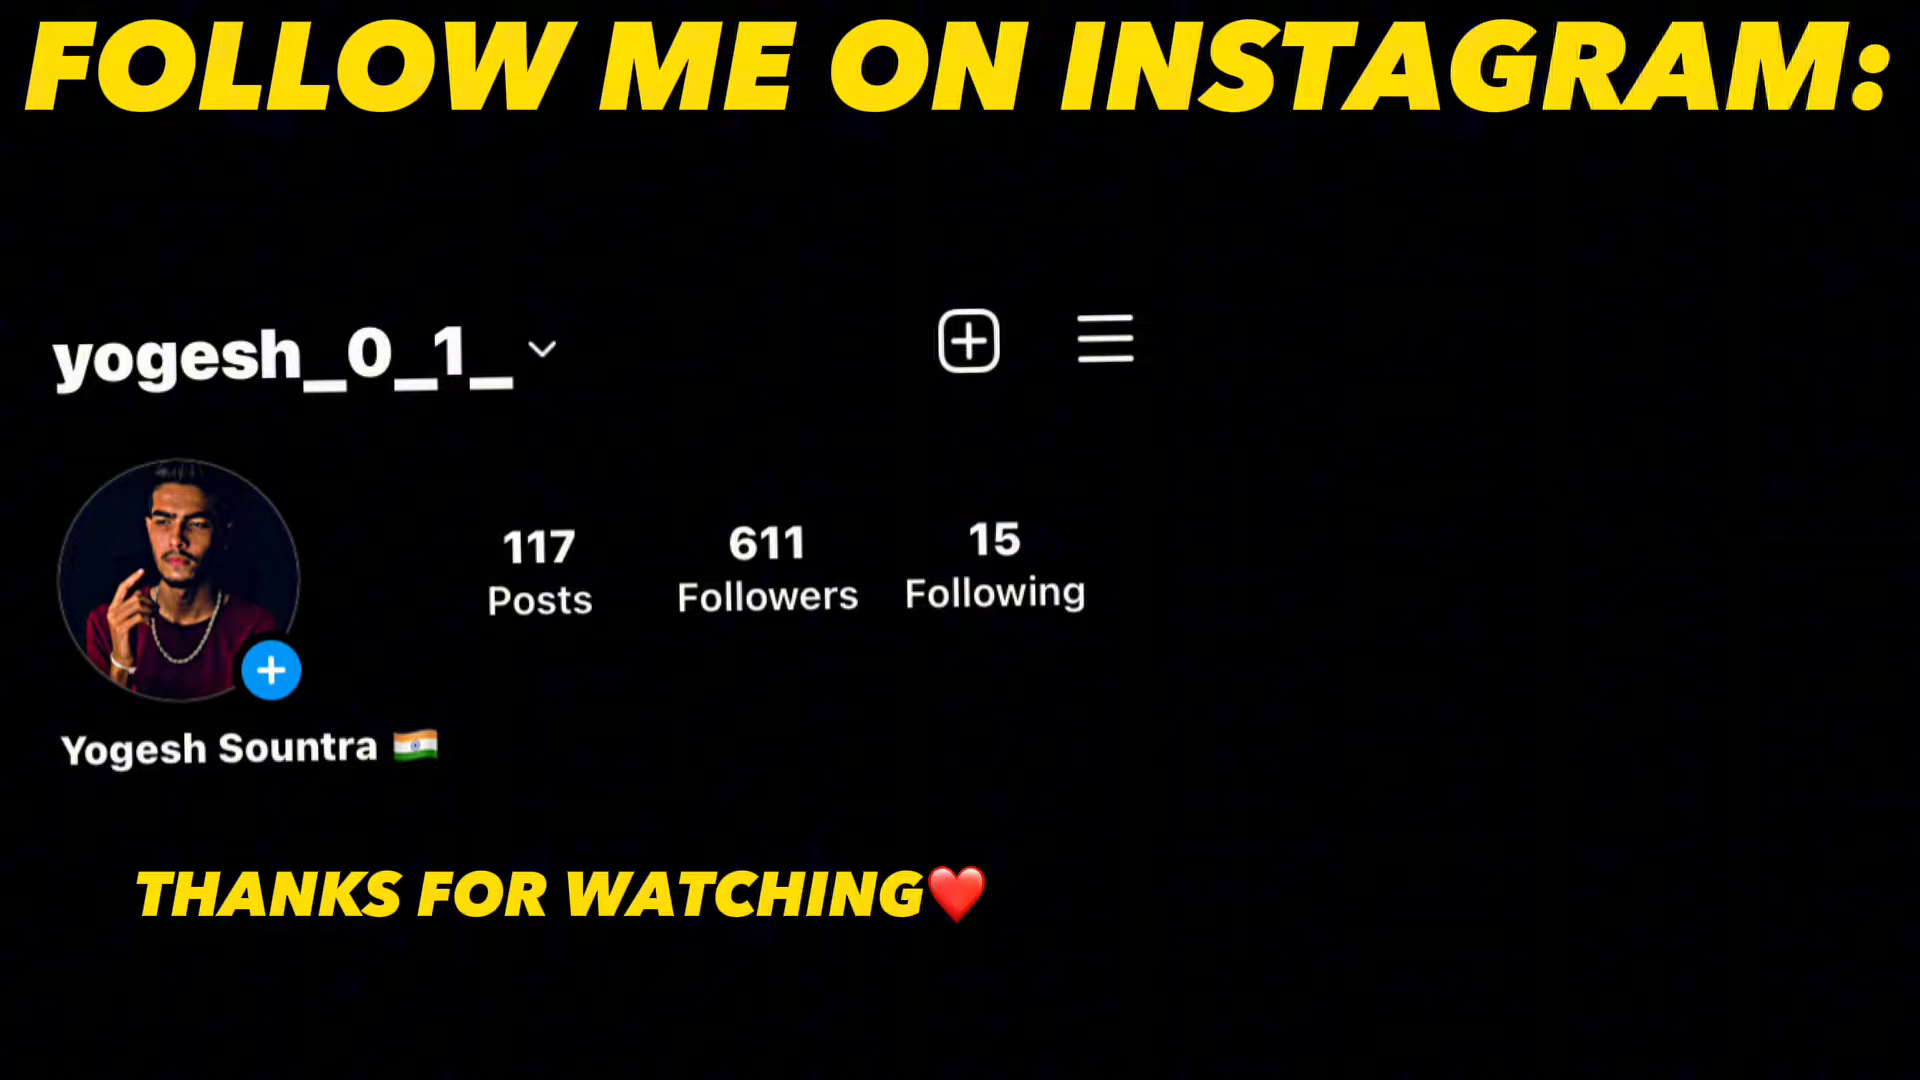 FOLLOW ME ON INSTAGRAM:
yogesh_0_1_
117 611 15
Posts Followers Following
Yogesh Sountra 🇮🇳
THANKS FOR WATCHING❤️